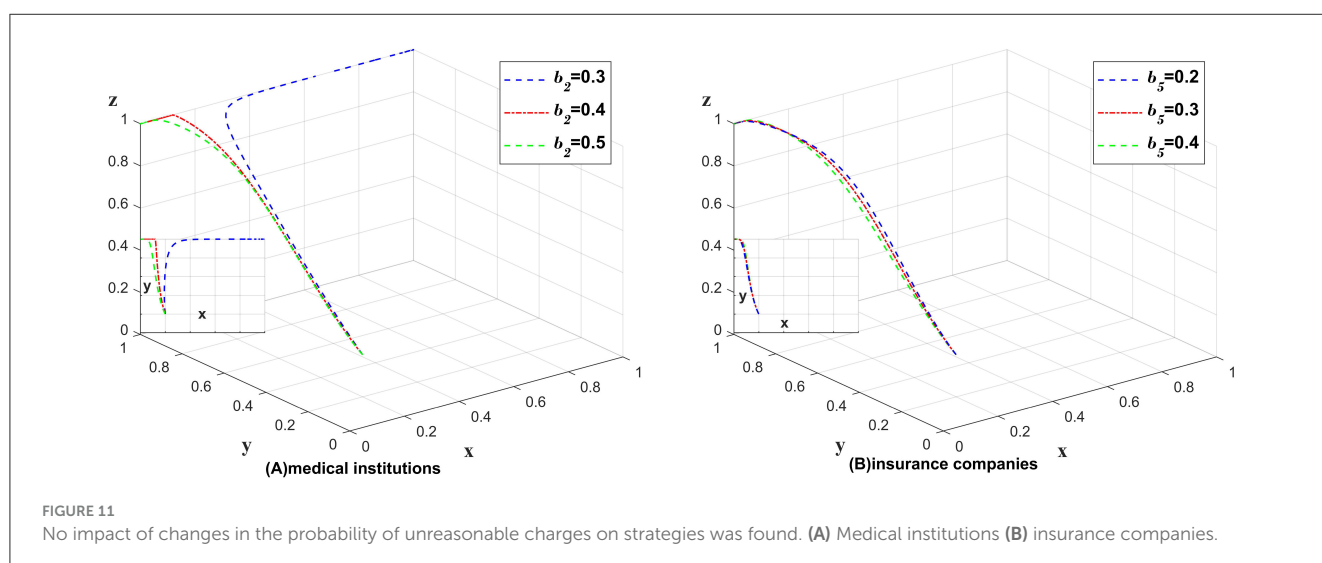 z
1
0.8
0.6
0.4
0.2
0
1
0.8
0.6
0.4
0.2
0
y
0
0.2
0.4
0.6
0.8
1
x
b2=0.3
b2=0.4
b2=0.5
y
x
(A)medical institutions
z
1
0.8
0.6
0.4
0.2
0
1
0.8
0.6
0.4
0.2
0
y
0
0.2
0.4
0.6
0.8
1
x
b5=0.2
b5=0.3
b5=0.4
y
x
(B)insurance companies
FIGURE 11
No impact of changes in the probability of unreasonable charges on strategies was found. (A) Medical institutions (B) insurance companies.